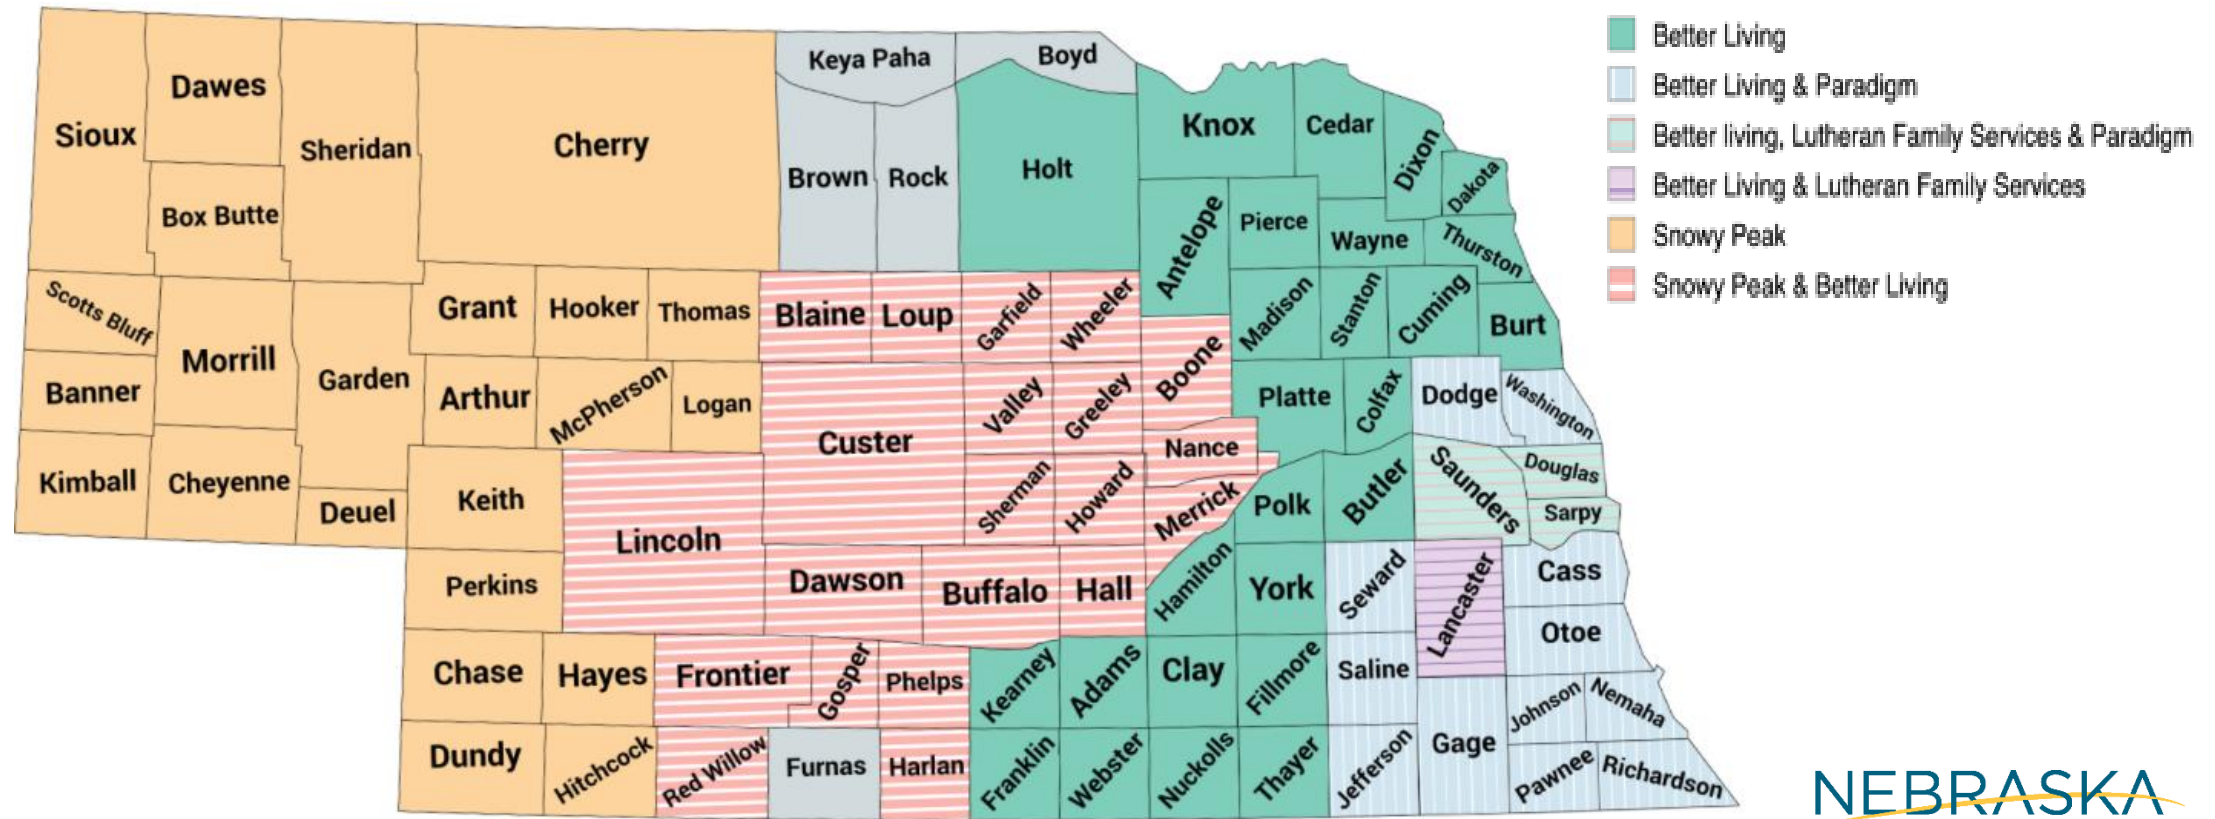 Keya Paha
Boyd
Dawes
Sioux
Sheridan
Cherry
Brown
Rock
Holt
Knox
Cedar
Dixon
Dakota
Box Butte
Antelope
Pierce
Wayne
Thurston
Scotts Bluff
Morrill
Garden
Grant
Hooker
Thomas
Blaine
Loup
Garfield
Wheeler
Boone
Madison
Stanton
Cuming
Burt
Banner
Arthur
McPherson
Logan
Custer
Valley
Greeley
Nance
Platte
Colfax
Dodge
Washington
Kimball
Cheyenne
Deuel
Keith
Lincoln
Sherman
Howard
Merrick
Polk
Butler
Saunders
Douglas
Sarpy
Perkins
Dawson
Buffalo
Hall
Hamilton
York
Seward
Lancaster
Cass
Otoe
Chase
Hayes
Frontier
Gosper
Phelps
Kearney
Adams
Clay
Fillmore
Saline
Johnson
Nemaha
Dundy
Hitchcock
Red Willow
Furnas
Harlan
Franklin
Webster
Nuckolls
Thayer
Jefferson
Gage
Pawnee
Richardson
Better Living
Better Living & Paradigm
Better living, Lutheran Family Services & Paradigm
Better Living & Lutheran Family Services
Snowy Peak
Snowy Peak & Better Living
NEBRASKA